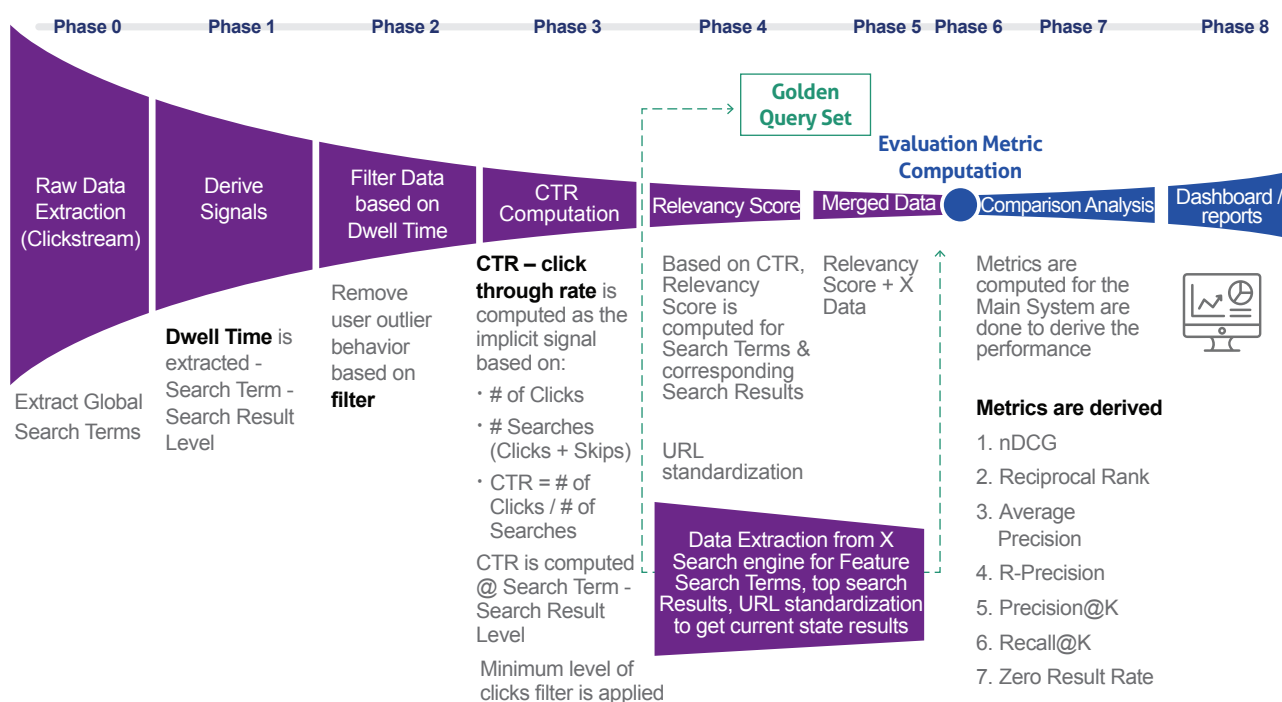 Phase 0
Phase 1
Phase 2
Phase 3
Phase 4
Phase 5
Phase 6
Phase 7
Phase 8
Golden
Query Set
Evaluation Metric
Computation
Raw Data
Extraction
(Clickstream)
Derive
Signals
Filter Data
based on
Dwell Time
CTR
Computation
Relevancy Score
Merged Data
Comparison Analysis
Dashboard /
reports
Extract Global
Search Terms
Dwell Time is
extracted -
Search Term -
Search Result
Level
Remove
user outlier
behavior
based on
filter
CTR – click
through rate is
computed as the
implicit signal
based on:
· # of Clicks
· # Searches
(Clicks + Skips)
· CTR = # of
Clicks / # of
Searches
CTR is computed
@ Search Term -
Search Result
Level
Minimum level of
clicks filter is applied
Based on CTR,
Relevancy
Score is
computed for
Search Terms &
corresponding
Search Results
URL
standardization
Data Extraction from X
Search engine for Feature
Search Terms, top search
Results, URL standardization
to get current state results
Relevancy
Score + X
Data
Metrics are
computed for the
Main System are
done to derive the
performance
Metrics are derived
1. nDCG
2. Reciprocal Rank
3. Average
Precision
4. R-Precision
5. Precision@K
6. Recall@K
7. Zero Result Rate